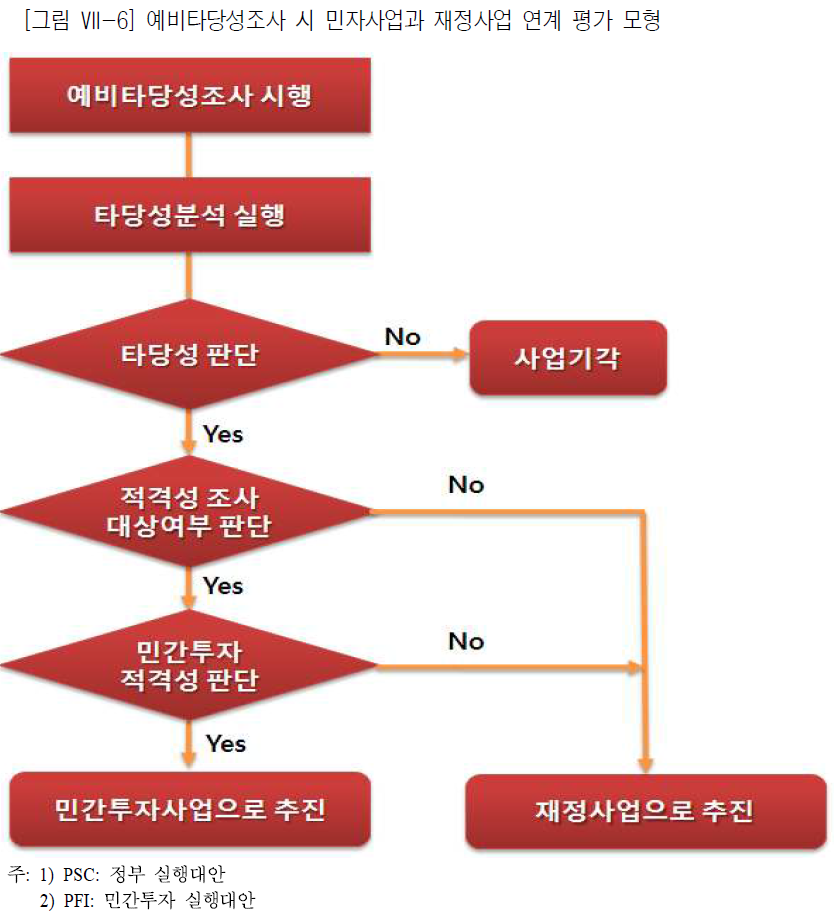 [그림 Ⅶ-6] 예비타당성조사 시 민자사업과 재정사업 연계 평가 모형
예비타당성조사 시행
타당성분석 실행
타당성 판단
No
사업기각
Yes
적격성 조사
대상여부 판단
No
Yes
민간투자
적격성 판단
No
Yes
민간투자사업으로 추진
재정사업으로 추진
주: 1) PSC: 정부 실행대안
2) PFI: 민간투자 실행대안